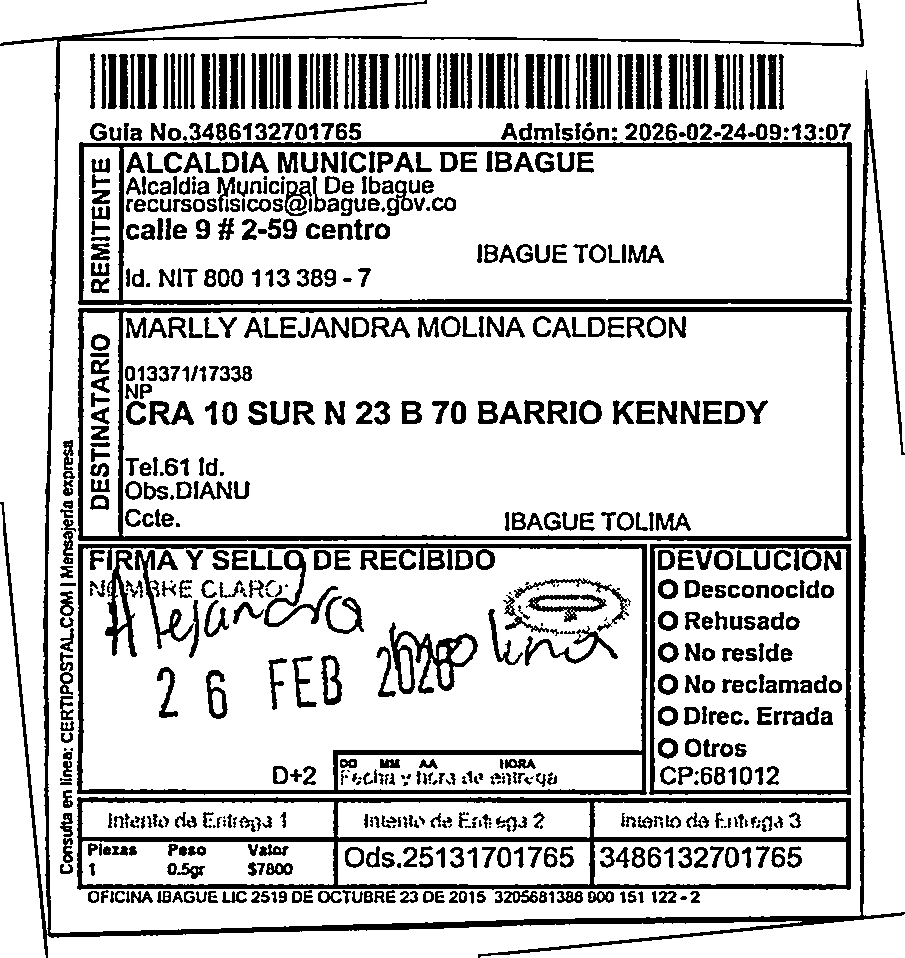 Guia No.3486132701765 Admisión: 2026-02-24-09:13:07
REMITENTE
ALCALDIA MUNICIPAL DE IBAGUE
Alcaldia Municipal De Ibague
recursosfisicos@ibague.gov.co
calle 9 # 2-59 centro
IBAGUE TOLIMA
Id. NIT 800 113 389 - 7
DESTINATARIO
MARLLY ALEJANDRA MOLINA CALDERON
013371/17338
NP
CRA 10 SUR N 23 B 70 BARRIO KENNEDY
Tel.61 Id.
Obs.DIANU
Ccte.
IBAGUE TOLIMA
Consulta en linea: CERTIPOSTAL.COM | Mensajeria expresa
FIRMA Y SELLO DE RECIBIDO
NOMBRE CLARO:
Alejandra
Molina
26 FEB 2026
D+2
DD MM AA HORA
Fecha y hora de entrega
DEVOLUCION
Desconocido
Rehusado
No reside
No reclamado
Direc. Errada
Otros
CP:681012
Intento de Entrega 1 Intento de Entrega 2 Intento de Entrega 3
Piezas Peso Valor
1 0.5gr $7800
Ods.25131701765 3486132701765
OFICINA IBAGUE LIC 2519 DE OCTUBRE 23 DE 2015 3205681388 900 151 122 - 2